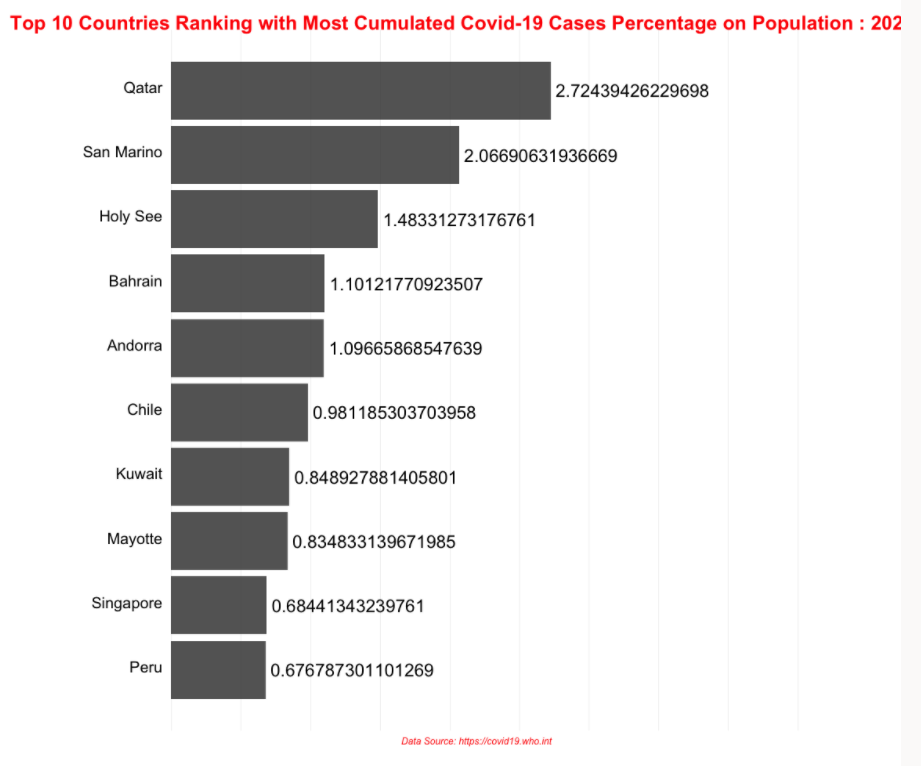 Top 10 Countries Ranking with Most Cumulated Covid-19 Cases Percentage on Population : 202
Qatar 2.72439426229698
San Marino 2.06690631936669
Holy See 1.48331273176761
Bahrain 1.10121770923507
Andorra 1.09665868547639
Chile 0.981185303703958
Kuwait 0.848927881405801
Mayotte 0.834833139671985
Singapore 0.68441343239761
Peru 0.676787301101269
Data Source: https://covid19.who.int